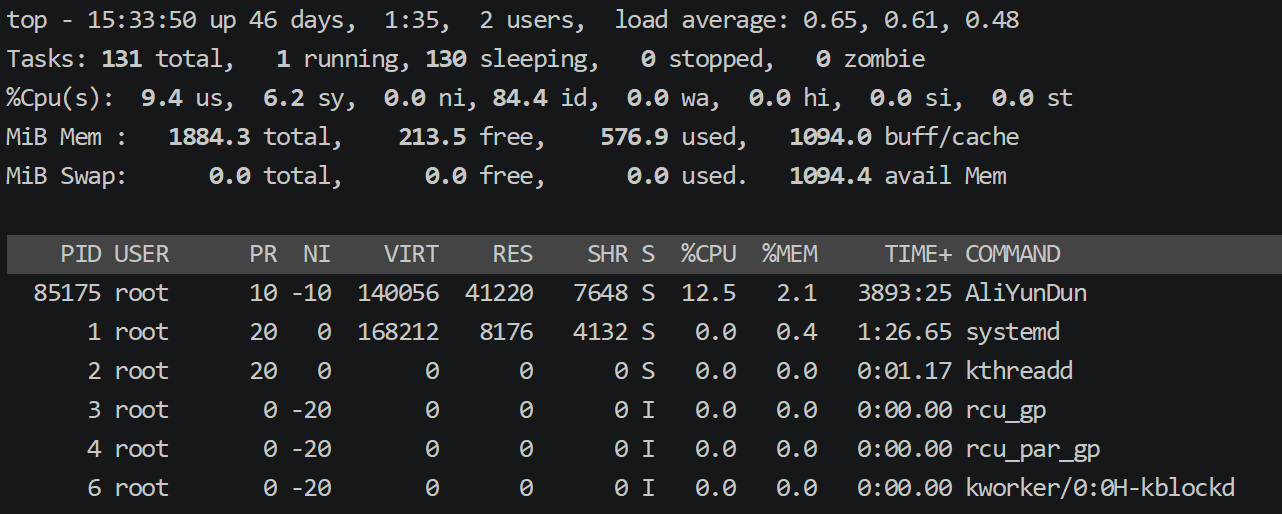 top - 15:33:50 up 46 days,  1:35,  2 users,  load average: 0.65, 0.61, 0.48
Tasks: 131 total,   1 running, 130 sleeping,   0 stopped,   0 zombie
%Cpu(s):  9.4 us,  6.2 sy,  0.0 ni, 84.4 id,  0.0 wa,  0.0 hi,  0.0 si,  0.0 st
MiB Mem :   1884.3 total,    213.5 free,    576.9 used,   1094.0 buff/cache
MiB Swap:      0.0 total,      0.0 free,      0.0 used.   1094.4 avail Mem
    PID USER      PR  NI    VIRT    RES    SHR S  %CPU  %MEM     TIME+ COMMAND
  85175 root      10 -10  140056  41220   7648 S  12.5   2.1   3893:25 AliYunDun
      1 root      20   0  168212   8176   4132 S   0.0   0.4   1:26.65 systemd
      2 root      20   0       0      0      0 S   0.0   0.0   0:01.17 kthreadd
      3 root       0 -20       0      0      0 I   0.0   0.0   0:00.00 rcu_gp
      4 root       0 -20       0      0      0 I   0.0   0.0   0:00.00 rcu_par_gp
      6 root       0 -20       0      0      0 I   0.0   0.0   0:00.00 kworker/0:0H-kblockd